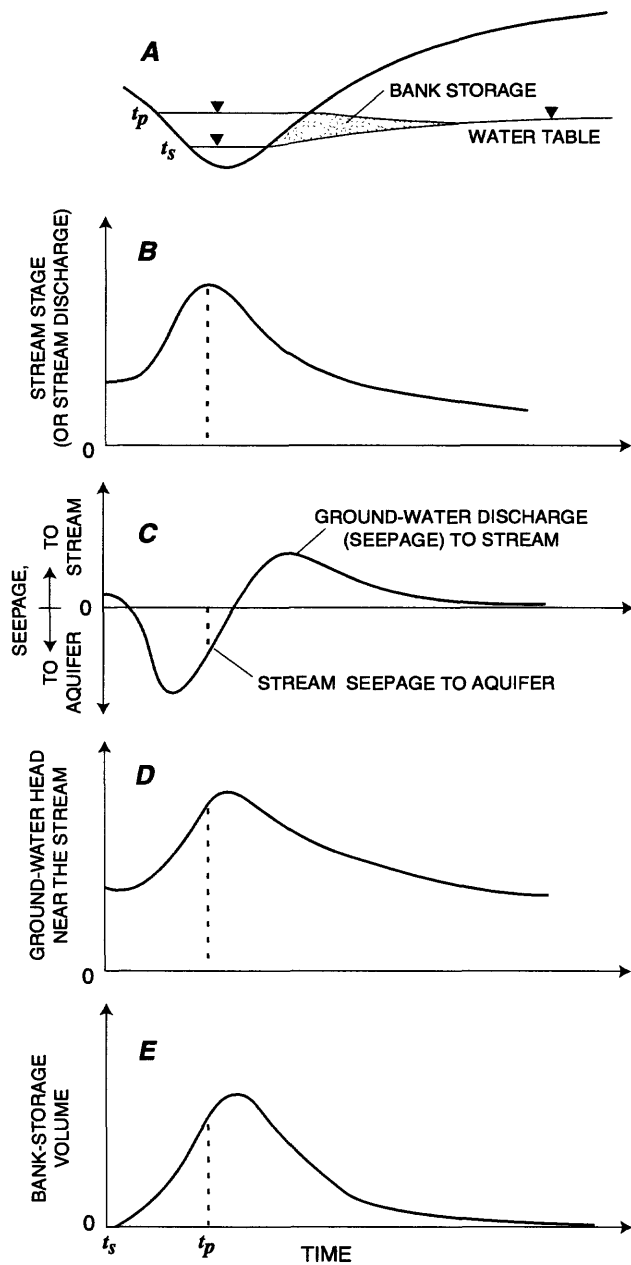 A
BANK STORAGE
t_p
t_s
WATER TABLE
B
STREAM STAGE
(OR STREAM DISCHARGE)
0
C
GROUND-WATER DISCHARGE
(SEEPAGE) TO STREAM
SEEPAGE,
TO
STREAM
0
TO
AQUIFER
STREAM SEEPAGE TO AQUIFER
D
GROUND-WATER HEAD
NEAR THE STREAM
0
E
BANK-STORAGE
VOLUME
0
t_s
t_p
TIME